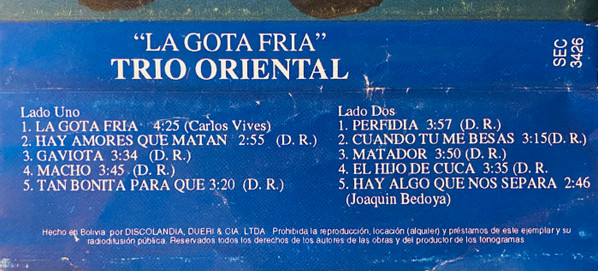 "LA GOTA FRIA"
TRIO ORIENTAL
SEC
3426
Lado Uno
1. LA GOTA FRIA 4:25 (Carlos Vives)
2. HAY AMORES QUE MATAN 2:55 (D. R.)
3. GAVIOTA 3:34 (D. R.)
4. MACHO 3:45 (D. R.)
5. TAN BONITA PARA QUE 3:20 (D. R.)
Lado Dos
1. PERFIDIA 3:57 (D. R.)
2. CUANDO TU ME BESAS 3:15(D. R.)
3. MATADOR 3:50 (D. R.)
4. EL HIJO DE CUCA 3:35 (D. R.
5. HAY ALGO QUE NOS SEPARA 2:46
(Joaquin Bedoya)
Hecho en Bolivia por DISCOLANDIA, DUERI & CIA. LTDA. Prohibida la reproducción, locación (alquiler) y préstamos de este ejemplar y su
radiodifusión pública. Reservados todos los derechos de los autores de las obras y del productor de los fonogramas